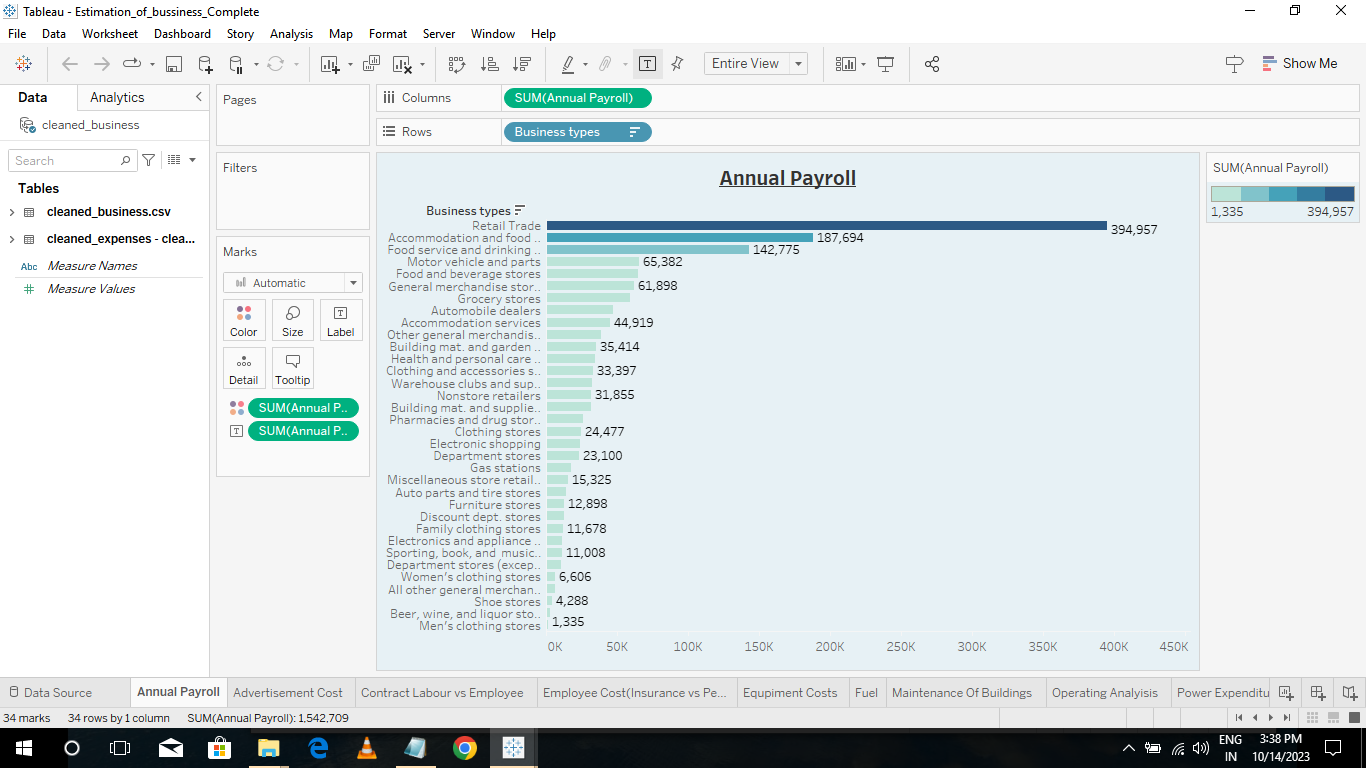 Tableau - Estimation_of_bussiness_Complete
File Data Worksheet Dashboard Story Analysis Map Format Server Window Help
Entire View
Show Me
Data Analytics
cleaned_business
Search
Tables
cleaned_business.csv
cleaned_expenses - clea...
Abc Measure Names
Measure Values
Pages
Filters
Marks
Automatic
Color Size Label
Detail Tooltip
SUM(Annual P..
SUM(Annual P..
Columns SUM(Annual Payroll)
Rows Business types
Annual Payroll
Business types
Retail Trade 394,957
Accommodation and food .. 187,694
Food service and drinking .. 142,775
Motor vehicle and parts 65,382
Food and beverage stores
General merchandise stor.. 61,898
Grocery stores
Automobile dealers
Accommodation services 44,919
Other general merchandis..
Building mat. and garden .. 35,414
Health and personal care ..
Clothing and accessories s.. 33,397
Warehouse clubs and sup..
Nonstore retailers 31,855
Building mat. and supplie..
Pharmacies and drug stor..
Clothing stores 24,477
Electronic shopping
Department stores 23,100
Gas stations
Miscellaneous store retail.. 15,325
Auto parts and tire stores
Furniture stores 12,898
Discount dept. stores
Family clothing stores 11,678
Electronics and appliance ..
Sporting, book, and music.. 11,008
Department stores (excep..
Women's clothing stores 6,606
All other general merchan..
Shoe stores 4,288
Beer, wine, and liquor sto..
Men's clothing stores 1,335
0K 50K 100K 150K 200K 250K 300K 350K 400K 450K
SUM(Annual Payroll)
1,335 394,957
Data Source Annual Payroll Advertisement Cost Contract Labour vs Employee Employee Cost(Insurance vs Pe... Equpiment Costs Fuel Maintenance Of Buildings Operating Analyisis Power Expenditu
34 marks 34 rows by 1 column SUM(Annual Payroll): 1,542,709
ENG 3:38 PM
IN 10/14/2023